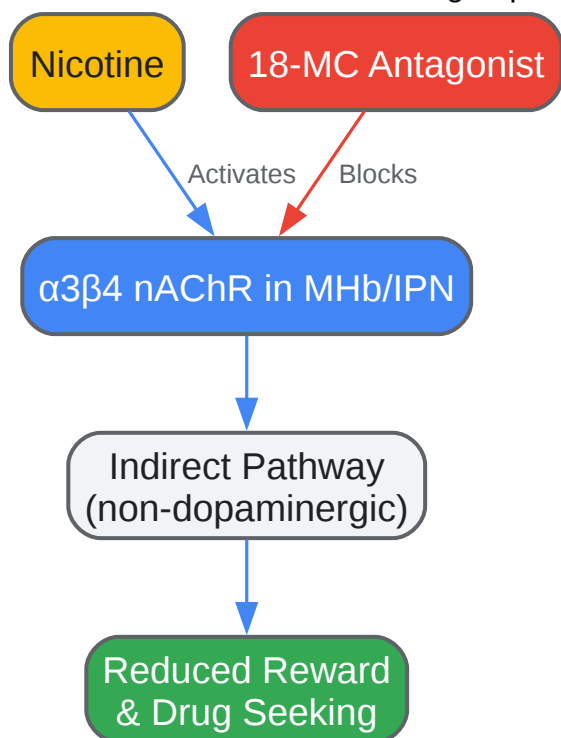 Nicotine
18-MC Antagonist
Activates
Blocks
α3β4 nAChR in MHb/IPN
Indirect Pathway
(non-dopaminergic)
Reduced Reward
& Drug Seeking